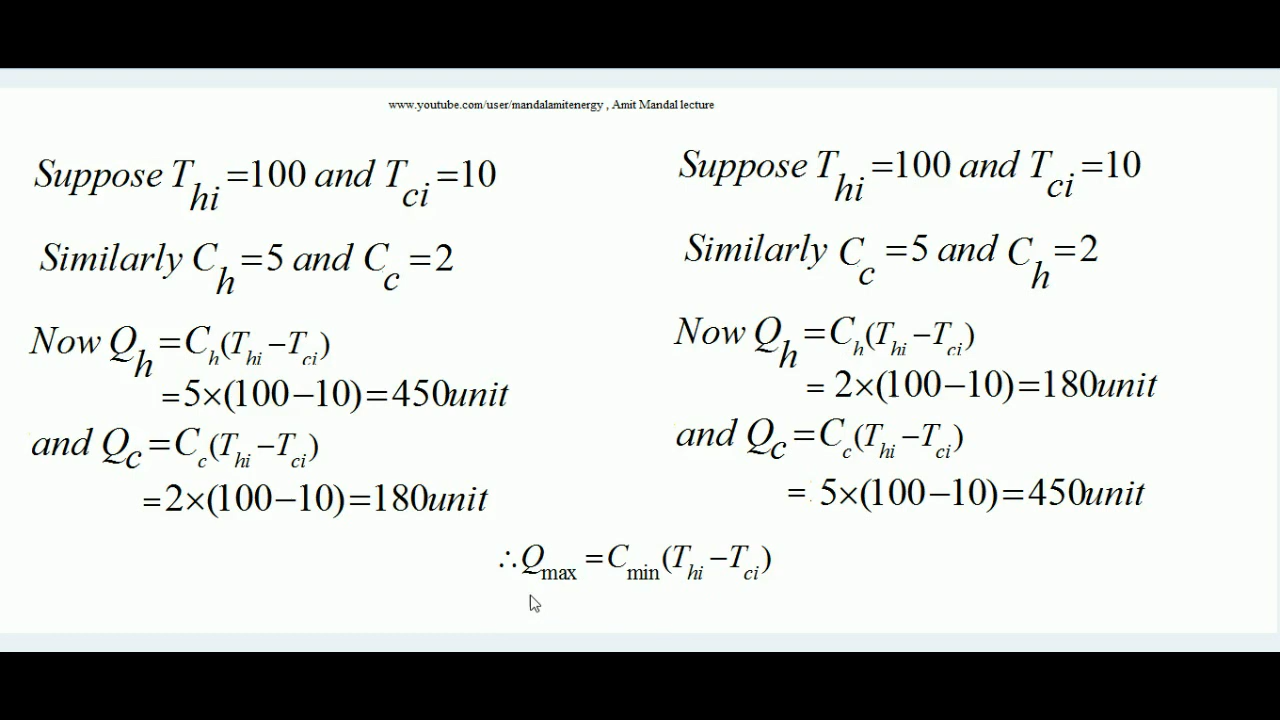 www.youtube.com/user/mandalamitenergy , Amit Mandal lecture
Suppose T_hi =100 and T_ci =10
Similarly C_h =5 and C_c =2
Now Q_h =C_h(T_hi −T_ci)
=5×(100−10)=450unit
and Q_c =C_c(T_hi −T_ci)
=2×(100−10)=180unit
Suppose T_hi =100 and T_ci =10
Similarly C_c =5 and C_h =2
Now Q_h =C_h(T_hi −T_ci)
= 2×(100−10)=180unit
and Q_c =C_c(T_hi −T_ci)
= 5×(100−10)=450unit
∴Q_max =C_min(T_hi −T_ci)